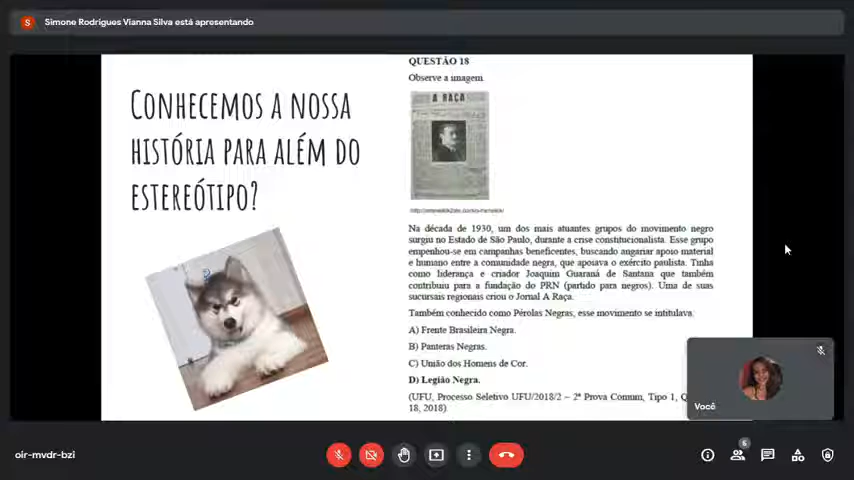 S Simone Rodrigues Vianna Silva está apresentando
CONHECEMOS A NOSSA
HISTÓRIA PARA ALÉM DO
ESTEREÓTIPO?
QUESTÃO 18
Observe a imagem
A RAÇA
Na década de 1930, um dos mais atuantes grupos do movimento negro
surgiu no Estado de São Paulo, durante a crise constitucionalista. Esse grupo
empenhou-se em campanhas beneficentes, buscando angariar apoio material
e humano entre a comunidade negra, que apoiava o exército paulista. Tinha
como liderança e criador Joaquim Guaraná de Santana que também
contribuiu para a fundação do PRN (partido para negros). Uma de suas
sucursais regionais criou o Jornal A Raça.
Também conhecido como Pérolas Negras, esse movimento se intitulava.
A) Frente Brasileira Negra.
B) Panteras Negras.
C) União dos Homens de Cor.
D) Legião Negra.
(UFU, Processo Seletivo UFU/2018/2 – 2ª Prova Comum, Tipo 1, Q
18, 2018).
Você
oir-mvdr-bzi
6